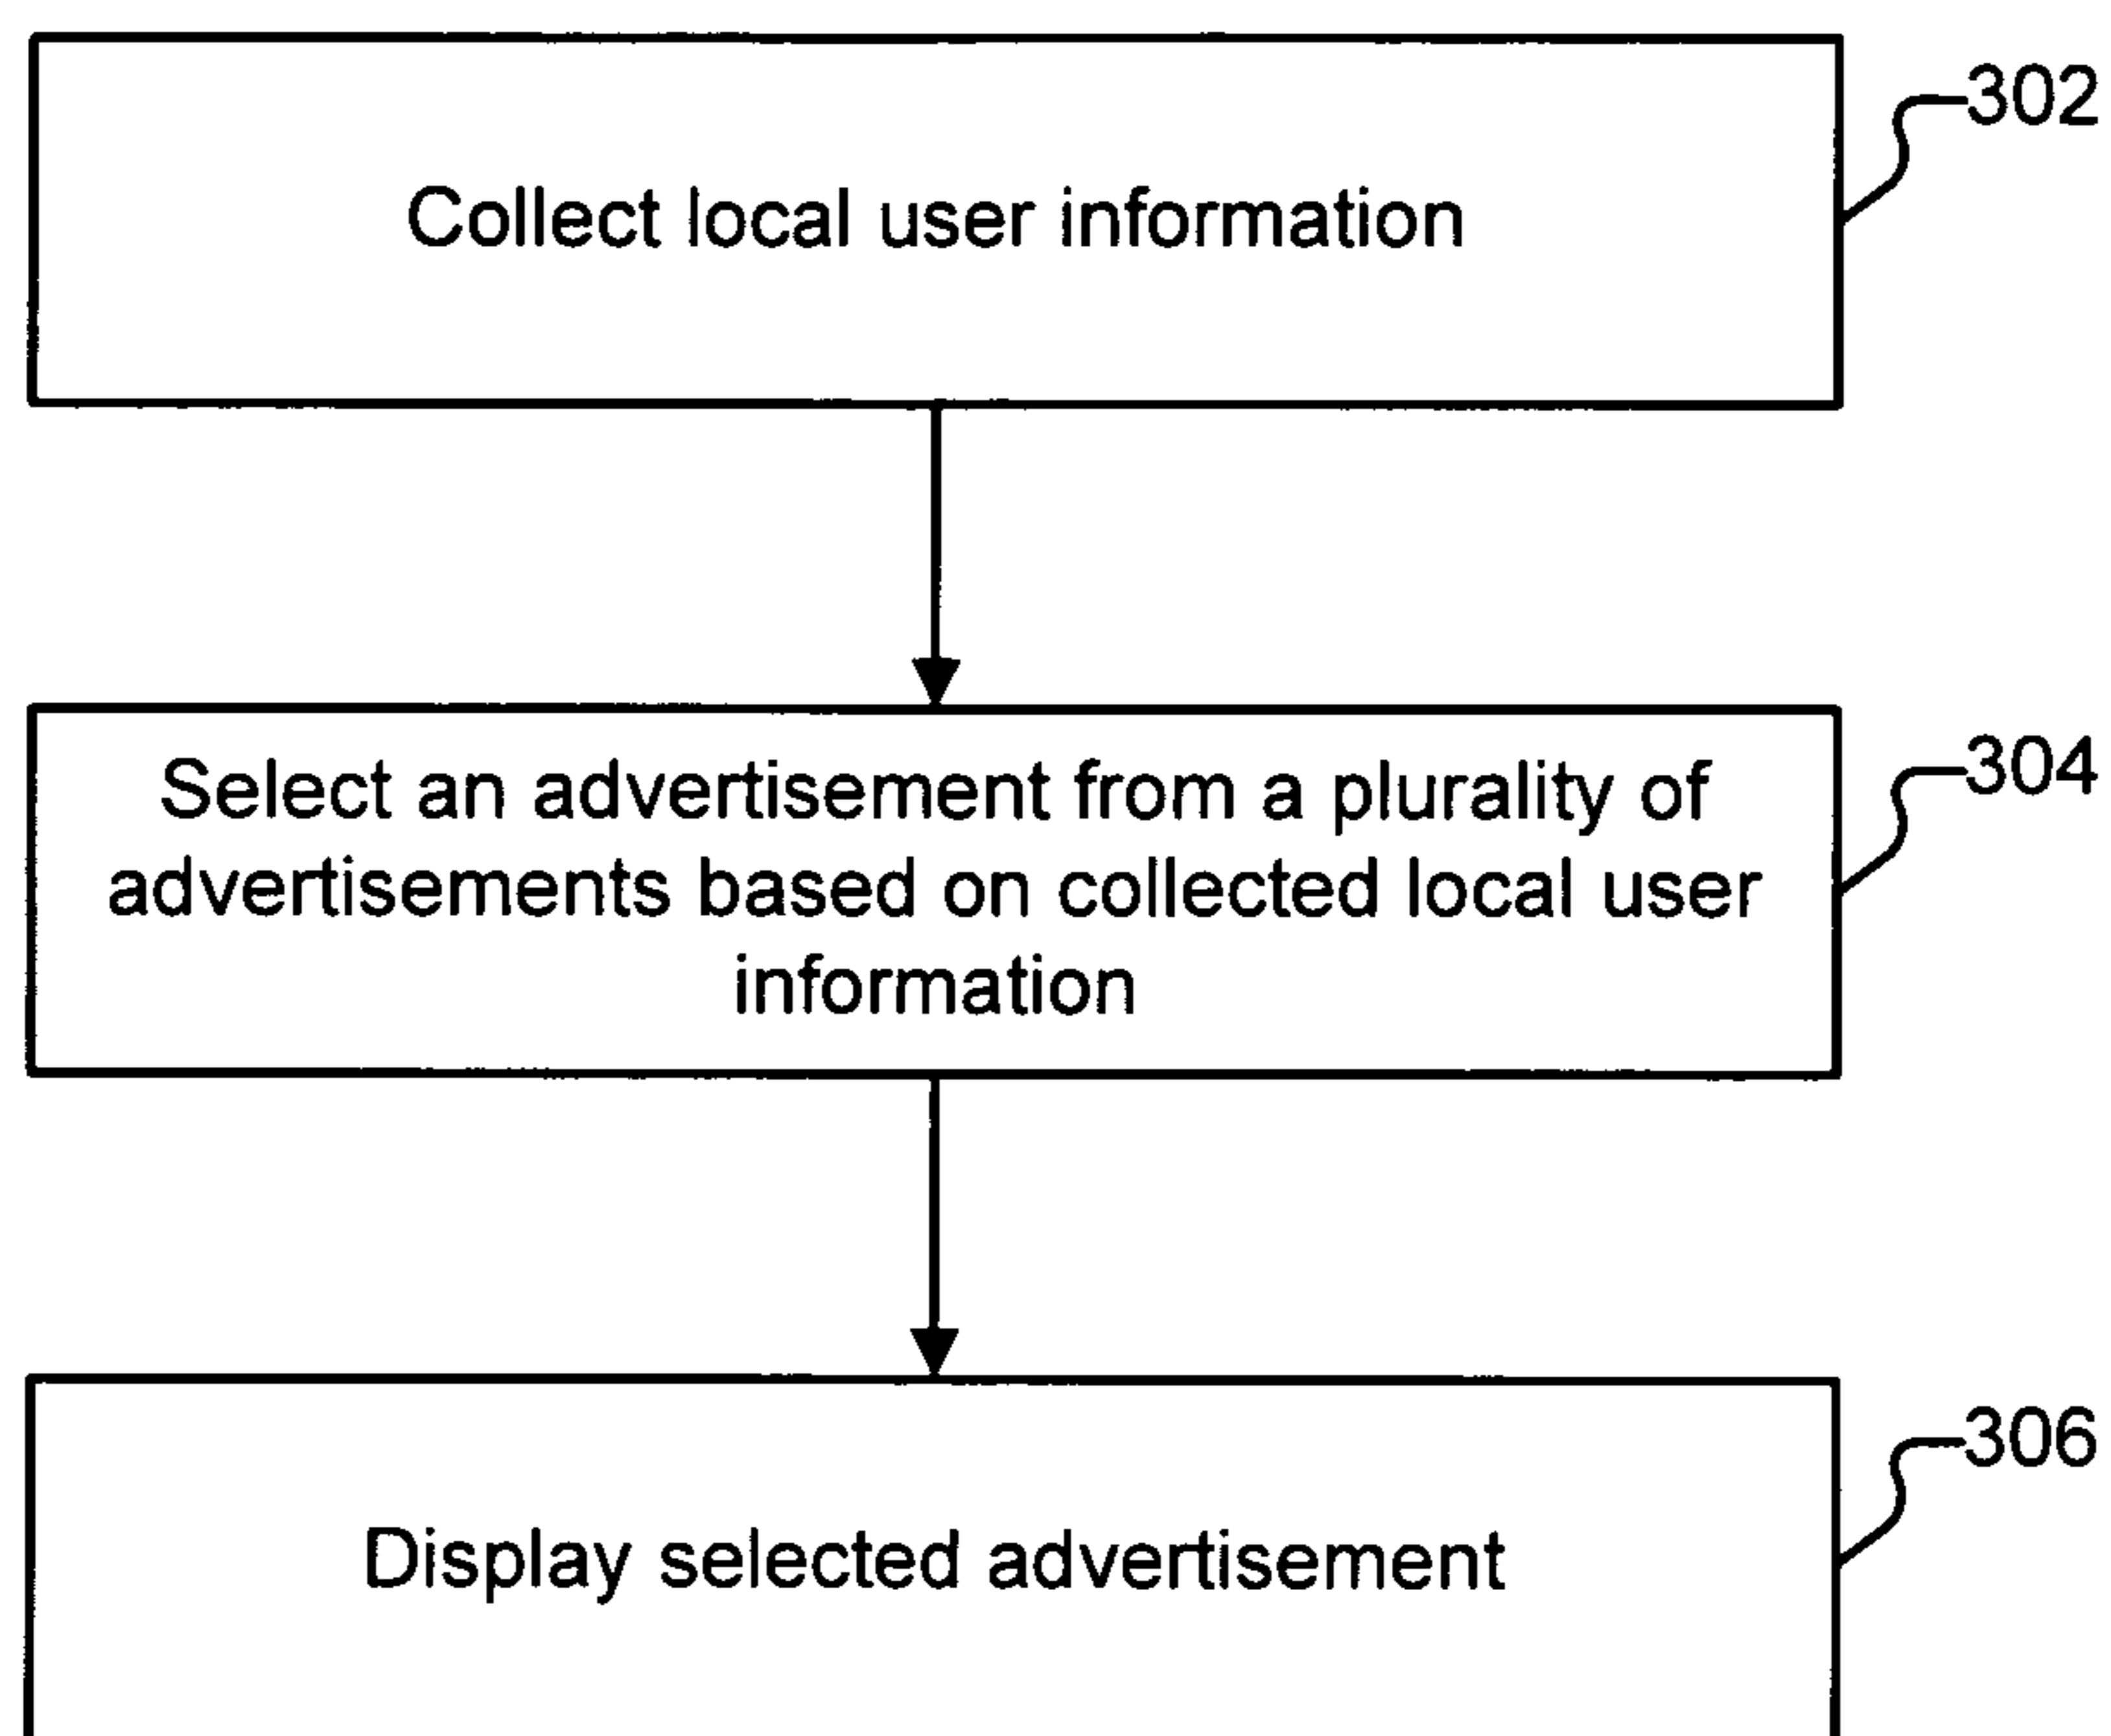 302
Collect local user information
304
Select an advertisement from a plurality of
advertisements based on collected local user
information
306
Display selected advertisement